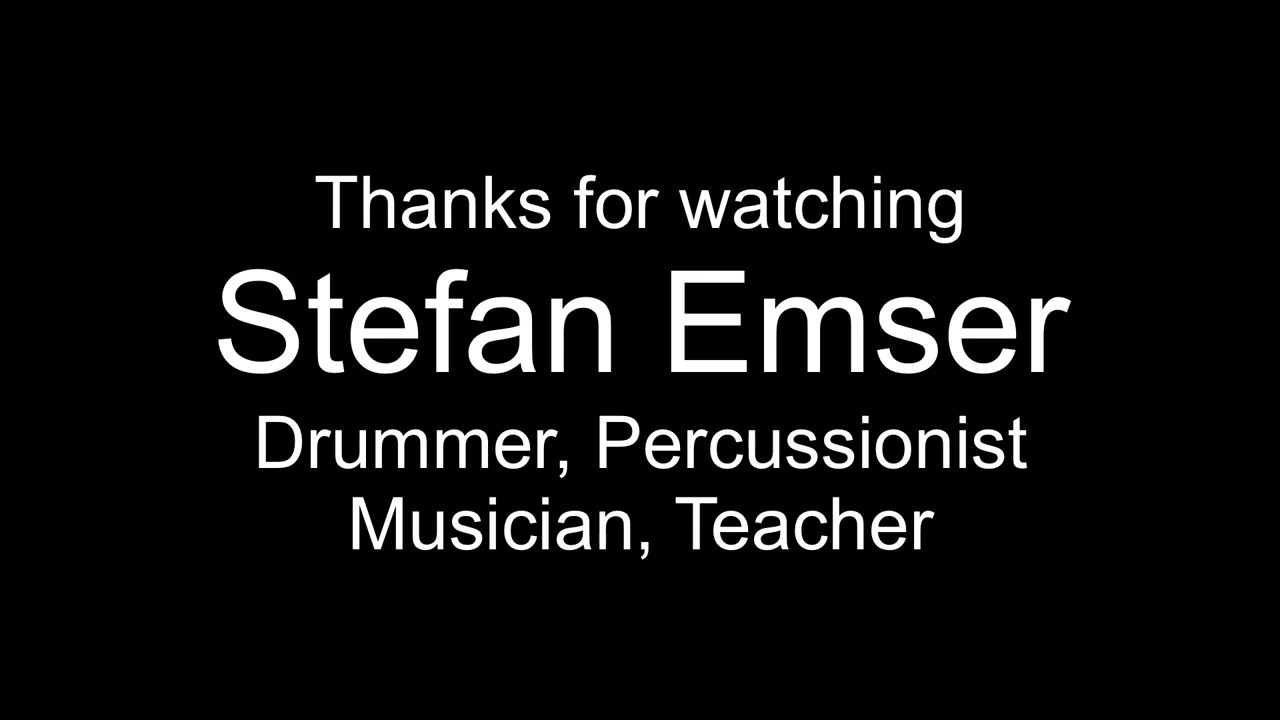 Thanks for watching
Stefan Emser
Drummer, Percussionist
Musician, Teacher